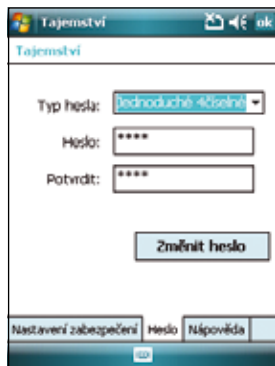 Tajemství ok
Tajemství
Typ hesla: Jednoduché 4číselné
Heslo: ****
Potvrdit: ****
Změnit heslo
Nastavení zabezpečení Heslo Nápověda